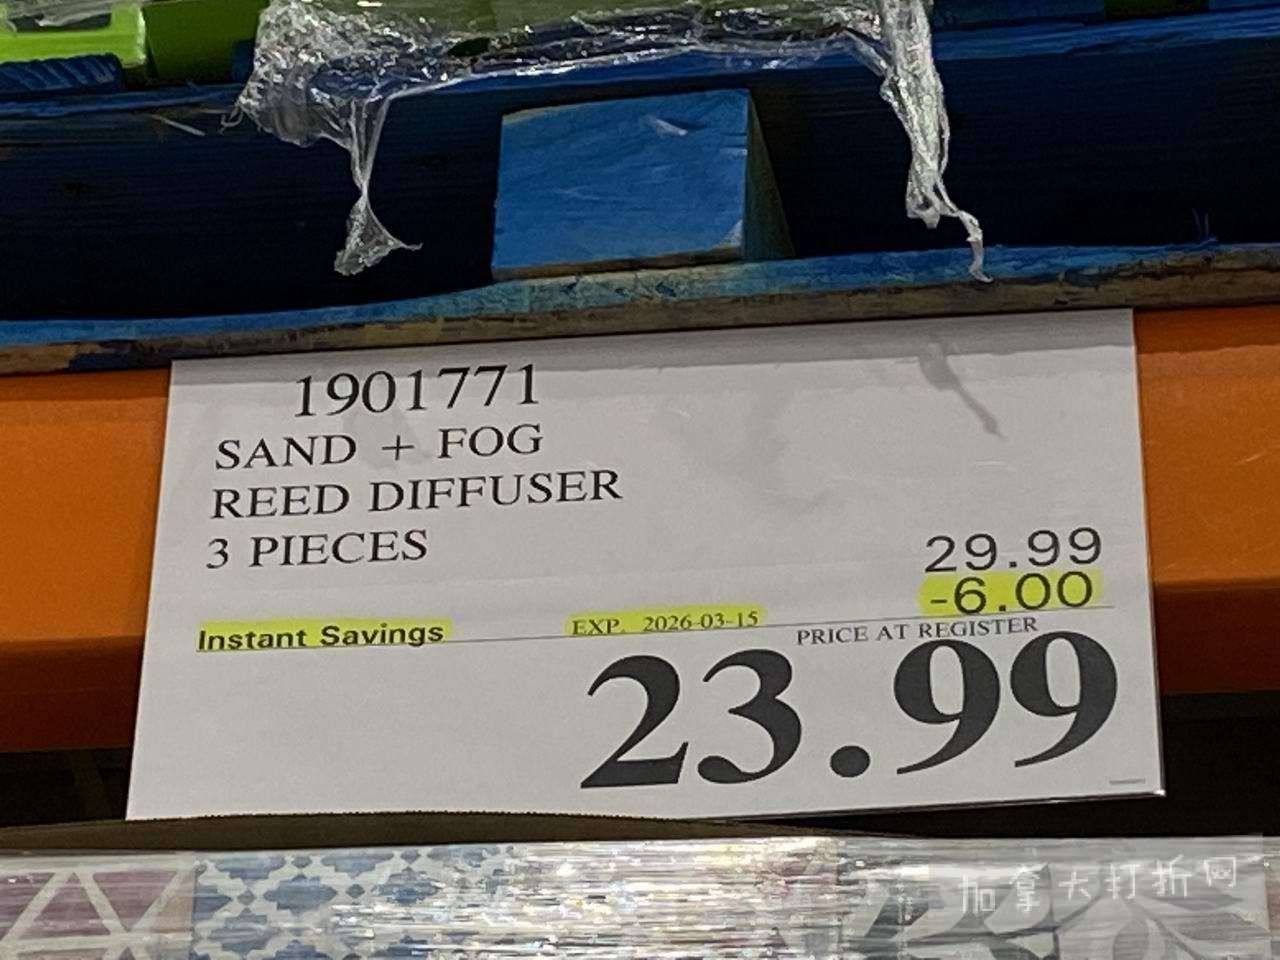 1901771
SAND + FOG
REED DIFFUSER
3 PIECES
29.99
-6.00
Instant Savings
EXP. 2026-03-15
PRICE AT REGISTER
23.99
加拿大打折网